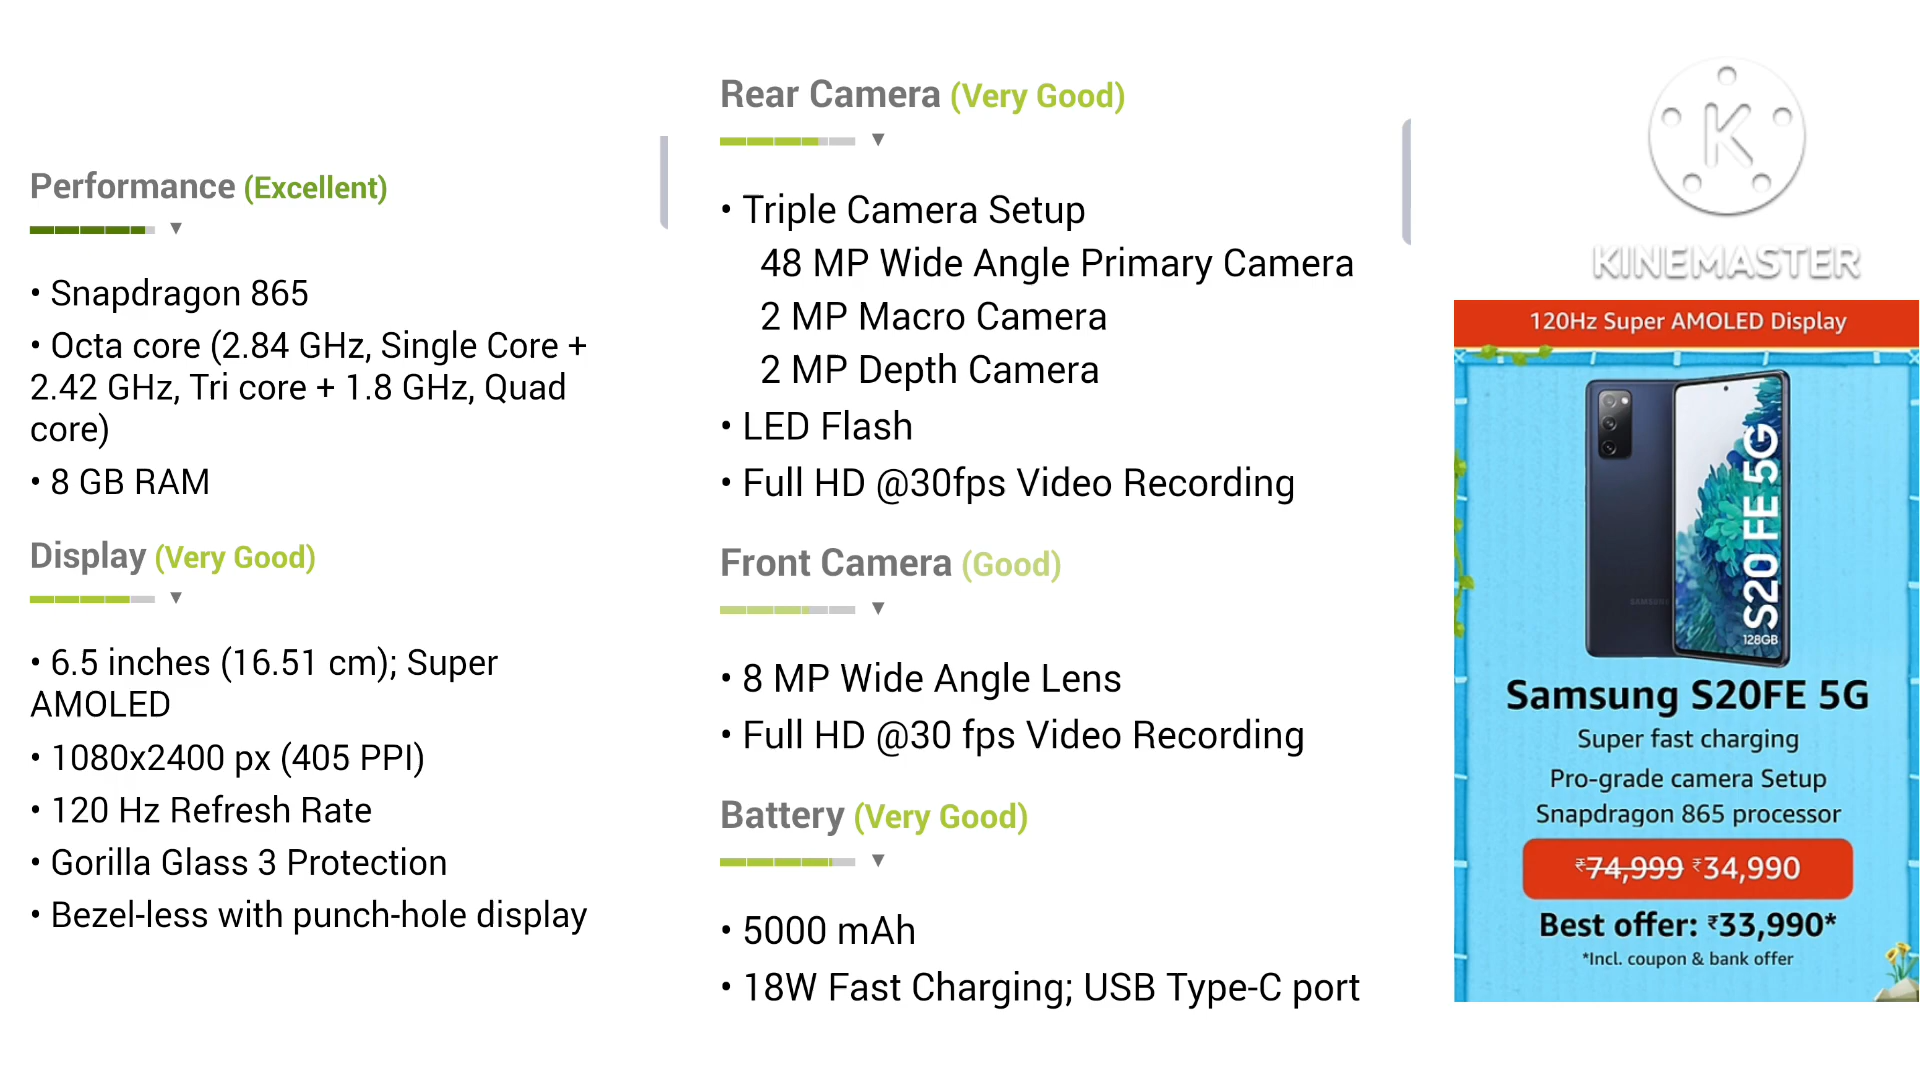 Performance (Excellent)
• Snapdragon 865
• Octa core (2.84 GHz, Single Core +
2.42 GHz, Tri core + 1.8 GHz, Quad
core)
• 8 GB RAM
Display (Very Good)
• 6.5 inches (16.51 cm); Super
AMOLED
• 1080x2400 px (405 PPI)
• 120 Hz Refresh Rate
• Gorilla Glass 3 Protection
• Bezel-less with punch-hole display
Rear Camera (Very Good)
• Triple Camera Setup
48 MP Wide Angle Primary Camera
2 MP Macro Camera
2 MP Depth Camera
• LED Flash
• Full HD @30fps Video Recording
Front Camera (Good)
• 8 MP Wide Angle Lens
• Full HD @30 fps Video Recording
Battery (Very Good)
• 5000 mAh
• 18W Fast Charging; USB Type-C port
K
KINEMASTER
120Hz Super AMOLED Display
SAMSUNG
S20 FE 5G
128GB
Samsung S20FE 5G
Super fast charging
Pro-grade camera Setup
Snapdragon 865 processor
₹74,999 ₹34,990
Best offer: ₹33,990*
*Incl. coupon & bank offer